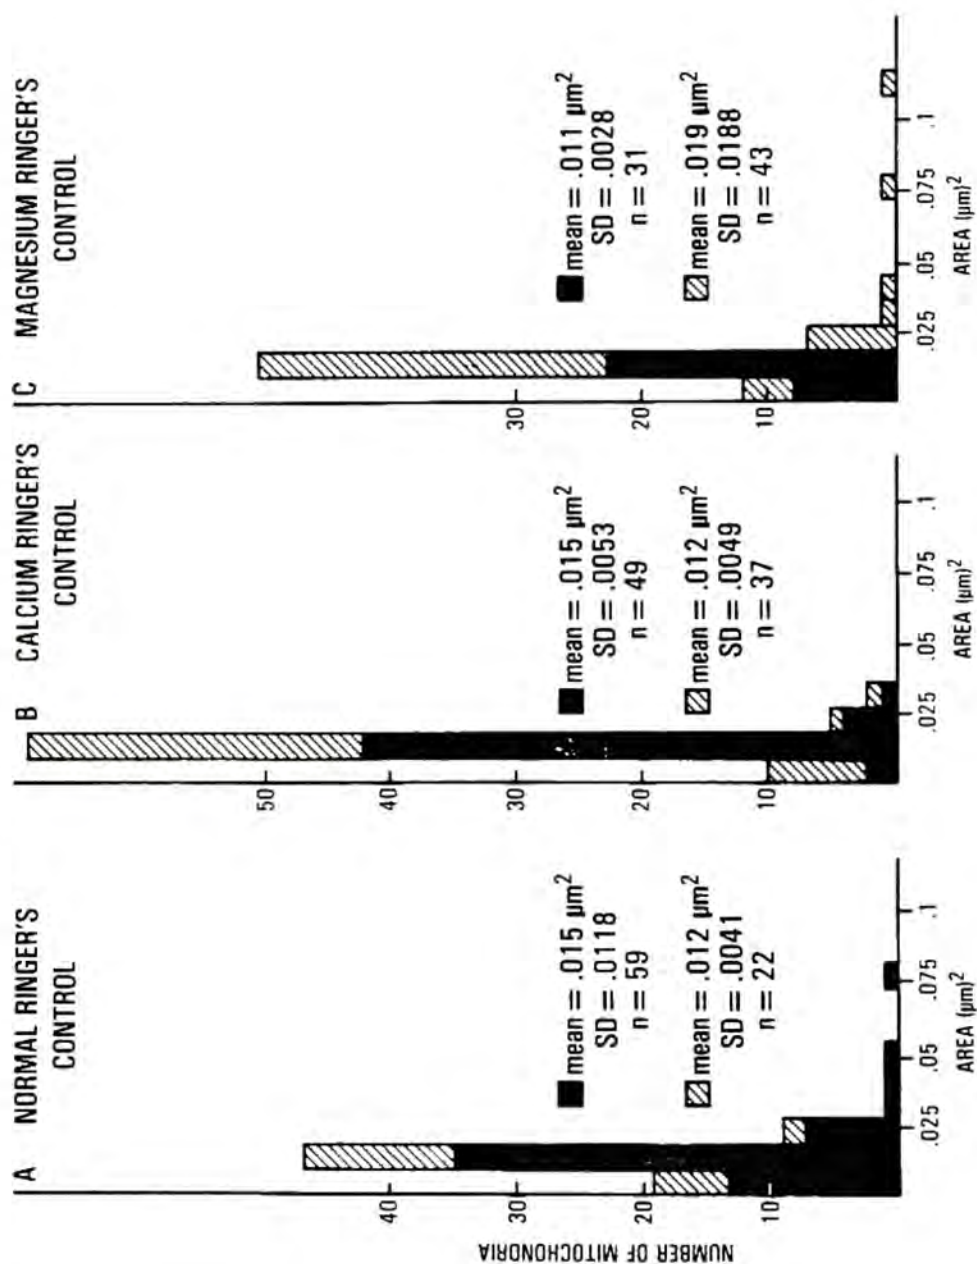 A NORMAL RINGER'S
CONTROL
mean = .015 µm²
SD = .0118
n = 59
mean = .012 µm²
SD = .0041
n = 22
NUMBER OF MITOCHONDRIA
40
30
20
10
.025
.05
.075
.1
AREA (µm)²
B CALCIUM RINGER'S
CONTROL
mean = .015 µm²
SD = .0053
n = 49
mean = .012 µm²
SD = .0049
n = 37
50
40
30
20
10
.025
.05
.075
.1
AREA (µm)²
C MAGNESIUM RINGER'S
CONTROL
mean = .011 µm²
SD = .0028
n = 31
mean = .019 µm²
SD = .0188
n = 43
30
20
10
.025
.05
.075
.1
AREA (µm)²